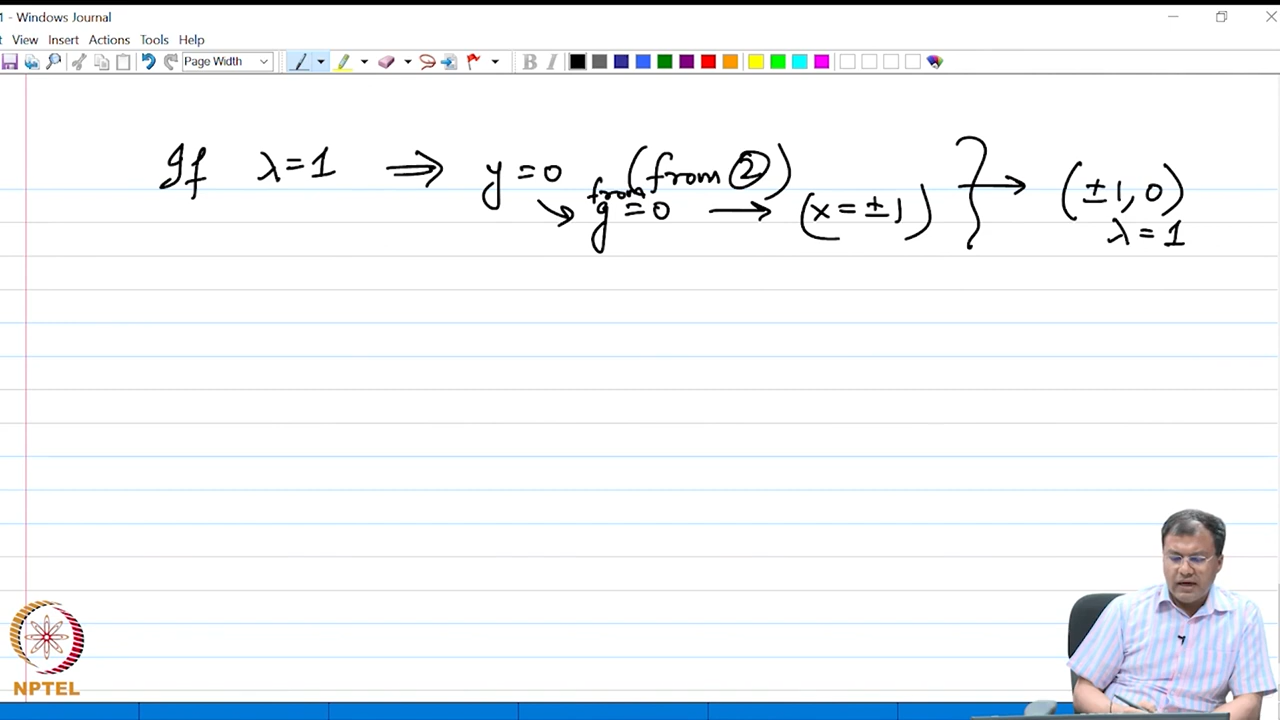 1 - Windows Journal
t View Insert Actions Tools Help
Page Width B I
If λ=1 ⇒ y=0 (from ②)
from g=0 → (x=±1) } → (±1, 0)
λ=1
NPTEL